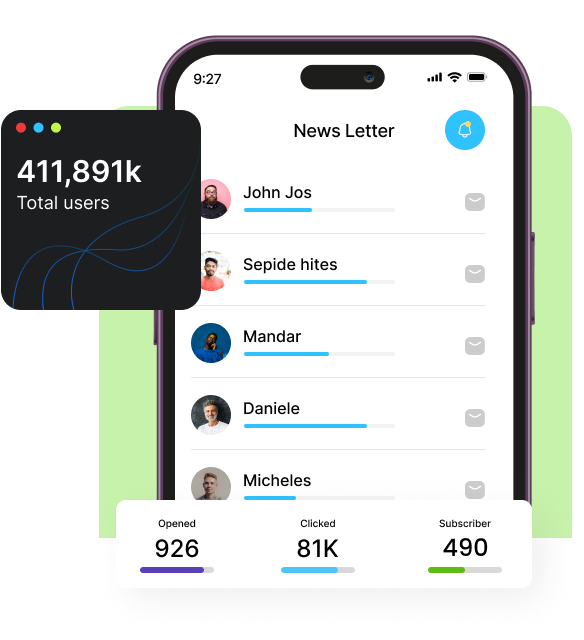 9:27
News Letter
411,891k
Total users
John Jos
Sepide hites
Mandar
Daniele
Micheles
Opened
926
Clicked
81K
Subscriber
490